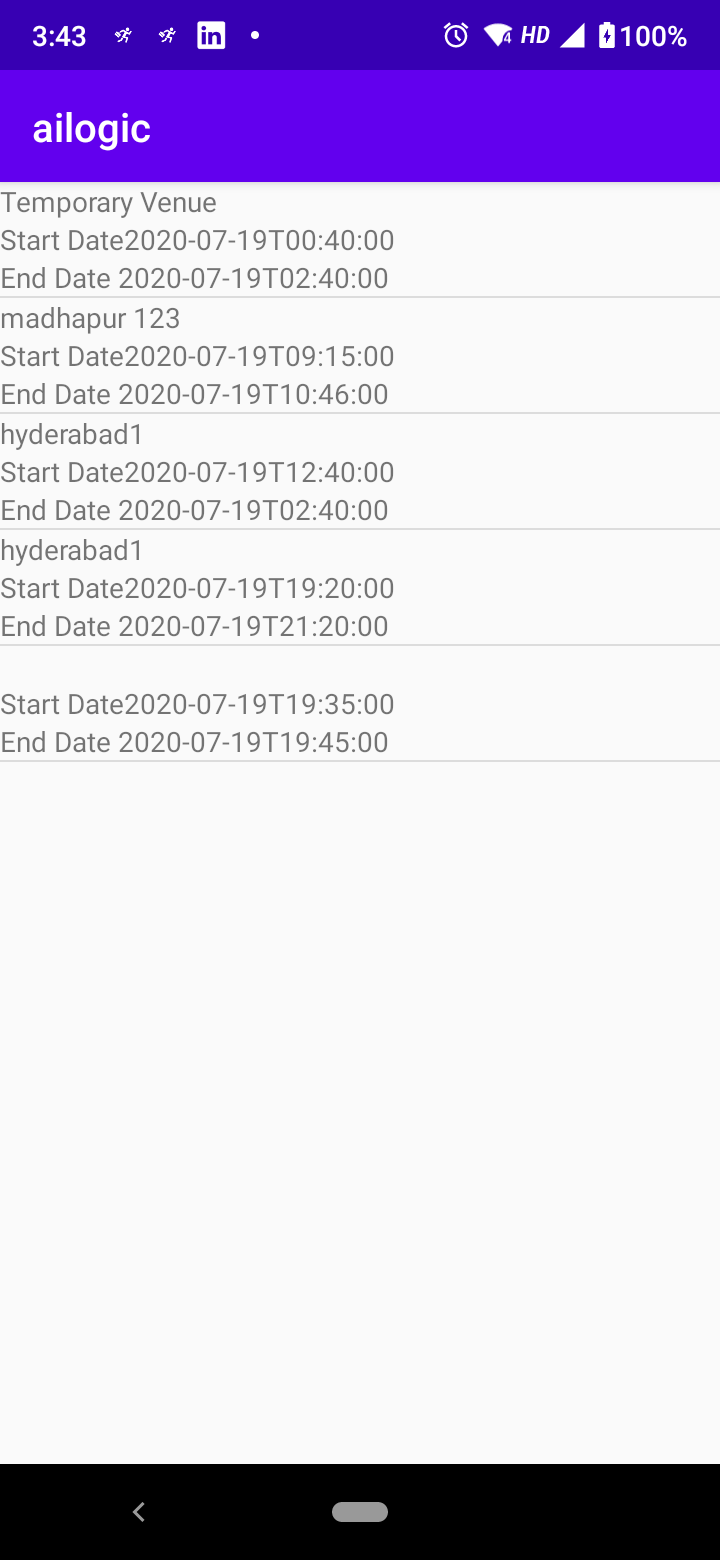 3:43 in 4 HD 100%
ailogic
Temporary Venue
Start Date2020-07-19T00:40:00
End Date 2020-07-19T02:40:00
madhapur 123
Start Date2020-07-19T09:15:00
End Date 2020-07-19T10:46:00
hyderabad1
Start Date2020-07-19T12:40:00
End Date 2020-07-19T02:40:00
hyderabad1
Start Date2020-07-19T19:20:00
End Date 2020-07-19T21:20:00
Start Date2020-07-19T19:35:00
End Date 2020-07-19T19:45:00